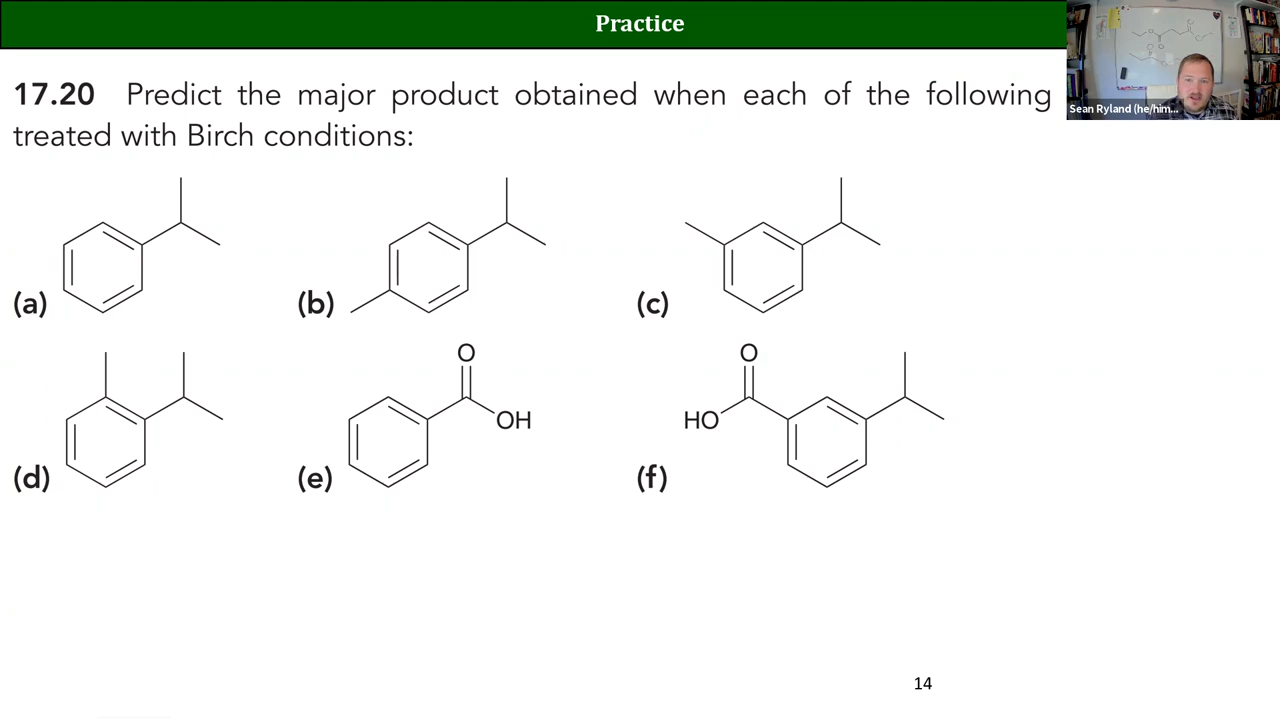 Practice
Sean Ryland (he/him...
17.20 Predict the major product obtained when each of the following
treated with Birch conditions:
(a)
(b)
(c)
O
O
OH
HO
(d)
(e)
(f)
14